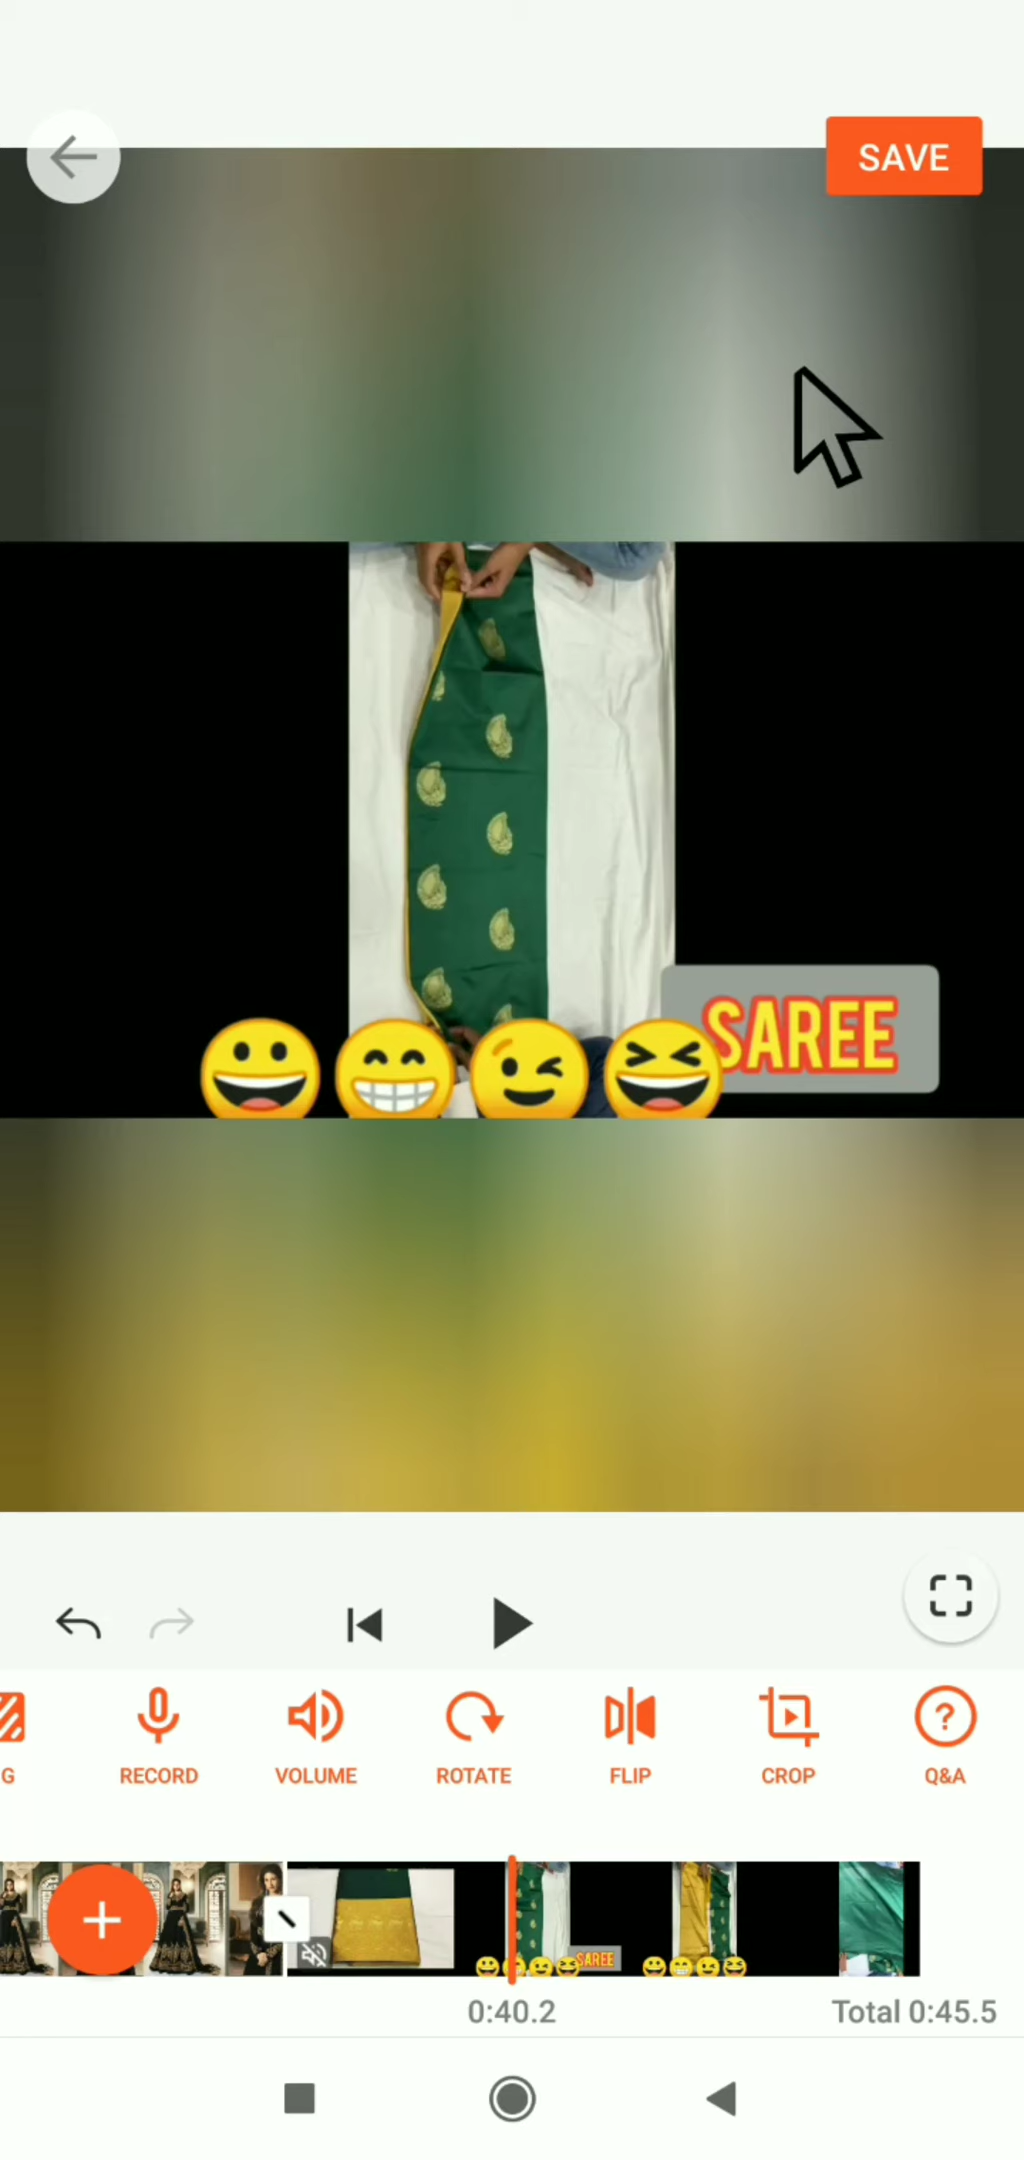 SAVE
SAREE
G
RECORD
VOLUME
ROTATE
FLIP
CROP
Q&A
SAREE
0:40.2
Total 0:45.5